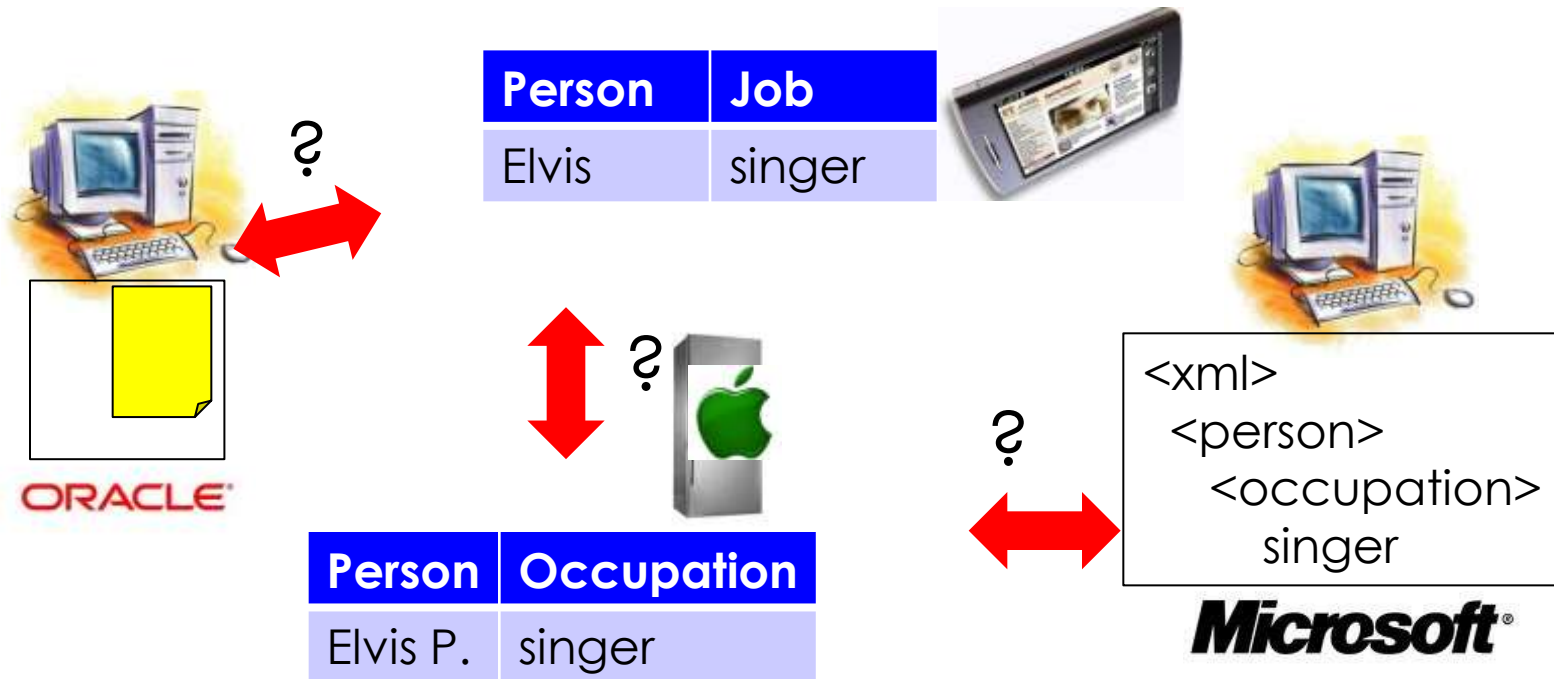 Person Job
Elvis singer
?
?
ORACLE®
Person Occupation
Elvis P. singer
?
<xml>
<person>
<occupation>
singer
Microsoft®